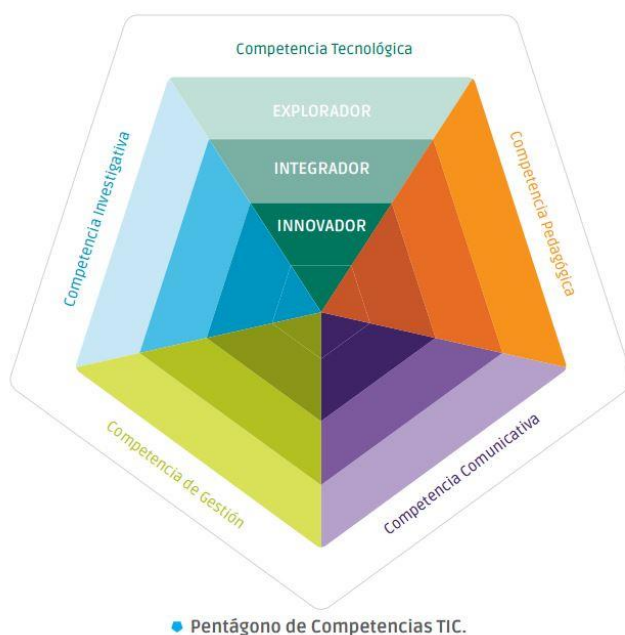 Competencia Tecnológica
EXPLORADOR
INTEGRADOR
INNOVADOR
Competencia Investigativa
Competencia Pedagógica
Competencia de Gestión
Competencia Comunicativa
Pentágono de Competencias TIC.